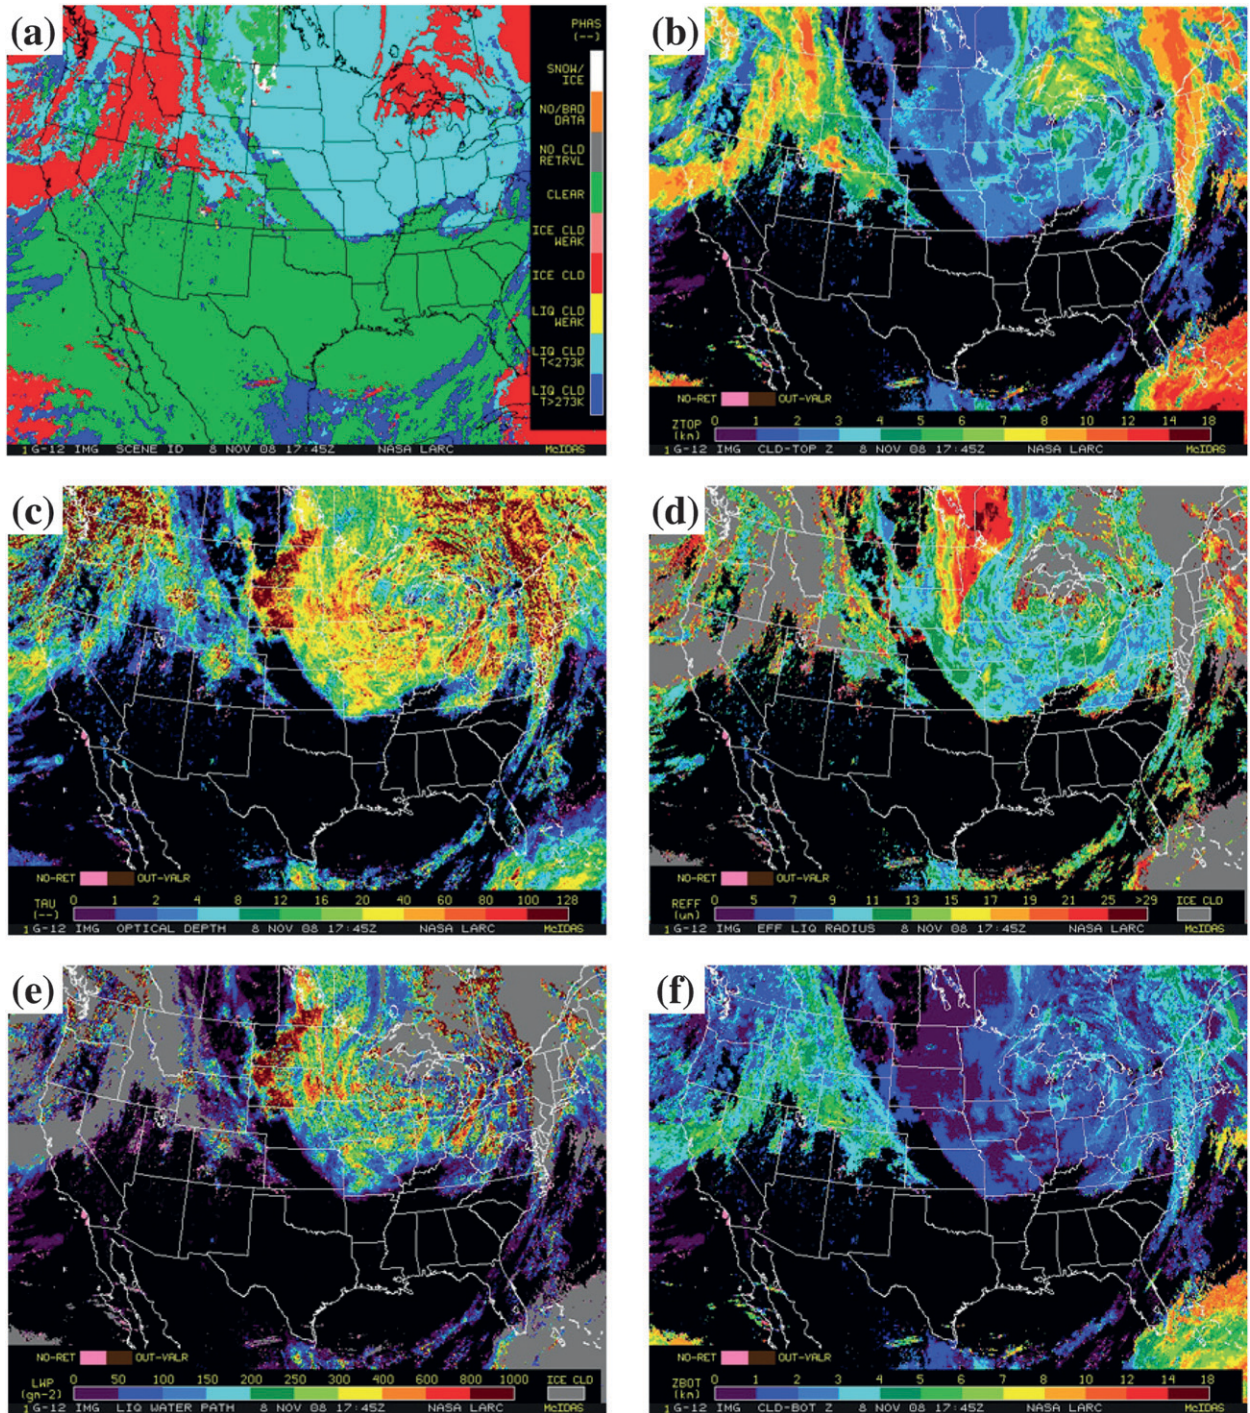 (a)
PHAS
(--)
SNOW/
ICE
NO/BAD
DATA
NO CLD
RETRVL
CLEAR
ICE CLD
WEAK
ICE CLD
LIQ CLD
WEAK
LIQ CLD
T<273K
LIQ CLD
T>273K
1 G-12 IMG SCENE ID 8 NOV 08 17:45Z NASA LARC McIDAS
(b)
NO-RET OUT-VALR
ZTOP 0 1 2 3 4 5 6 7 8 10 12 14 18
(km)
1 G-12 IMG CLD-TOP Z 8 NOV 08 17:45Z NASA LARC McIDAS
(c)
NO-RET OUT-VALR
TAU 0 1 2 4 8 12 16 20 40 60 80 100 128
(--)
1 G-12 IMG OPTICAL DEPTH 8 NOV 08 17:45Z NASA LARC McIDAS
(d)
NO-RET OUT-VALR
REFF 0 5 7 9 11 13 15 17 19 21 25 >29 ICE CLD
(um)
1 G-12 IMG EFF LIQ RADIUS 8 NOV 08 17:45Z NASA LARC McIDAS
(e)
NO-RET OUT-VALR
LWP 0 50 100 150 200 250 300 400 600 800 1000 ICE CLD
(gm-2)
1 G-12 IMG LIQ WATER PATH 8 NOV 08 17:45Z NASA LARC McIDAS
(f)
NO-RET OUT-VALR
ZBOT 0 1 2 3 4 5 6 7 8 10 12 14 18
(km)
1 G-12 IMG CLD-BOT Z 8 NOV 08 17:45Z NASA LARC McIDAS